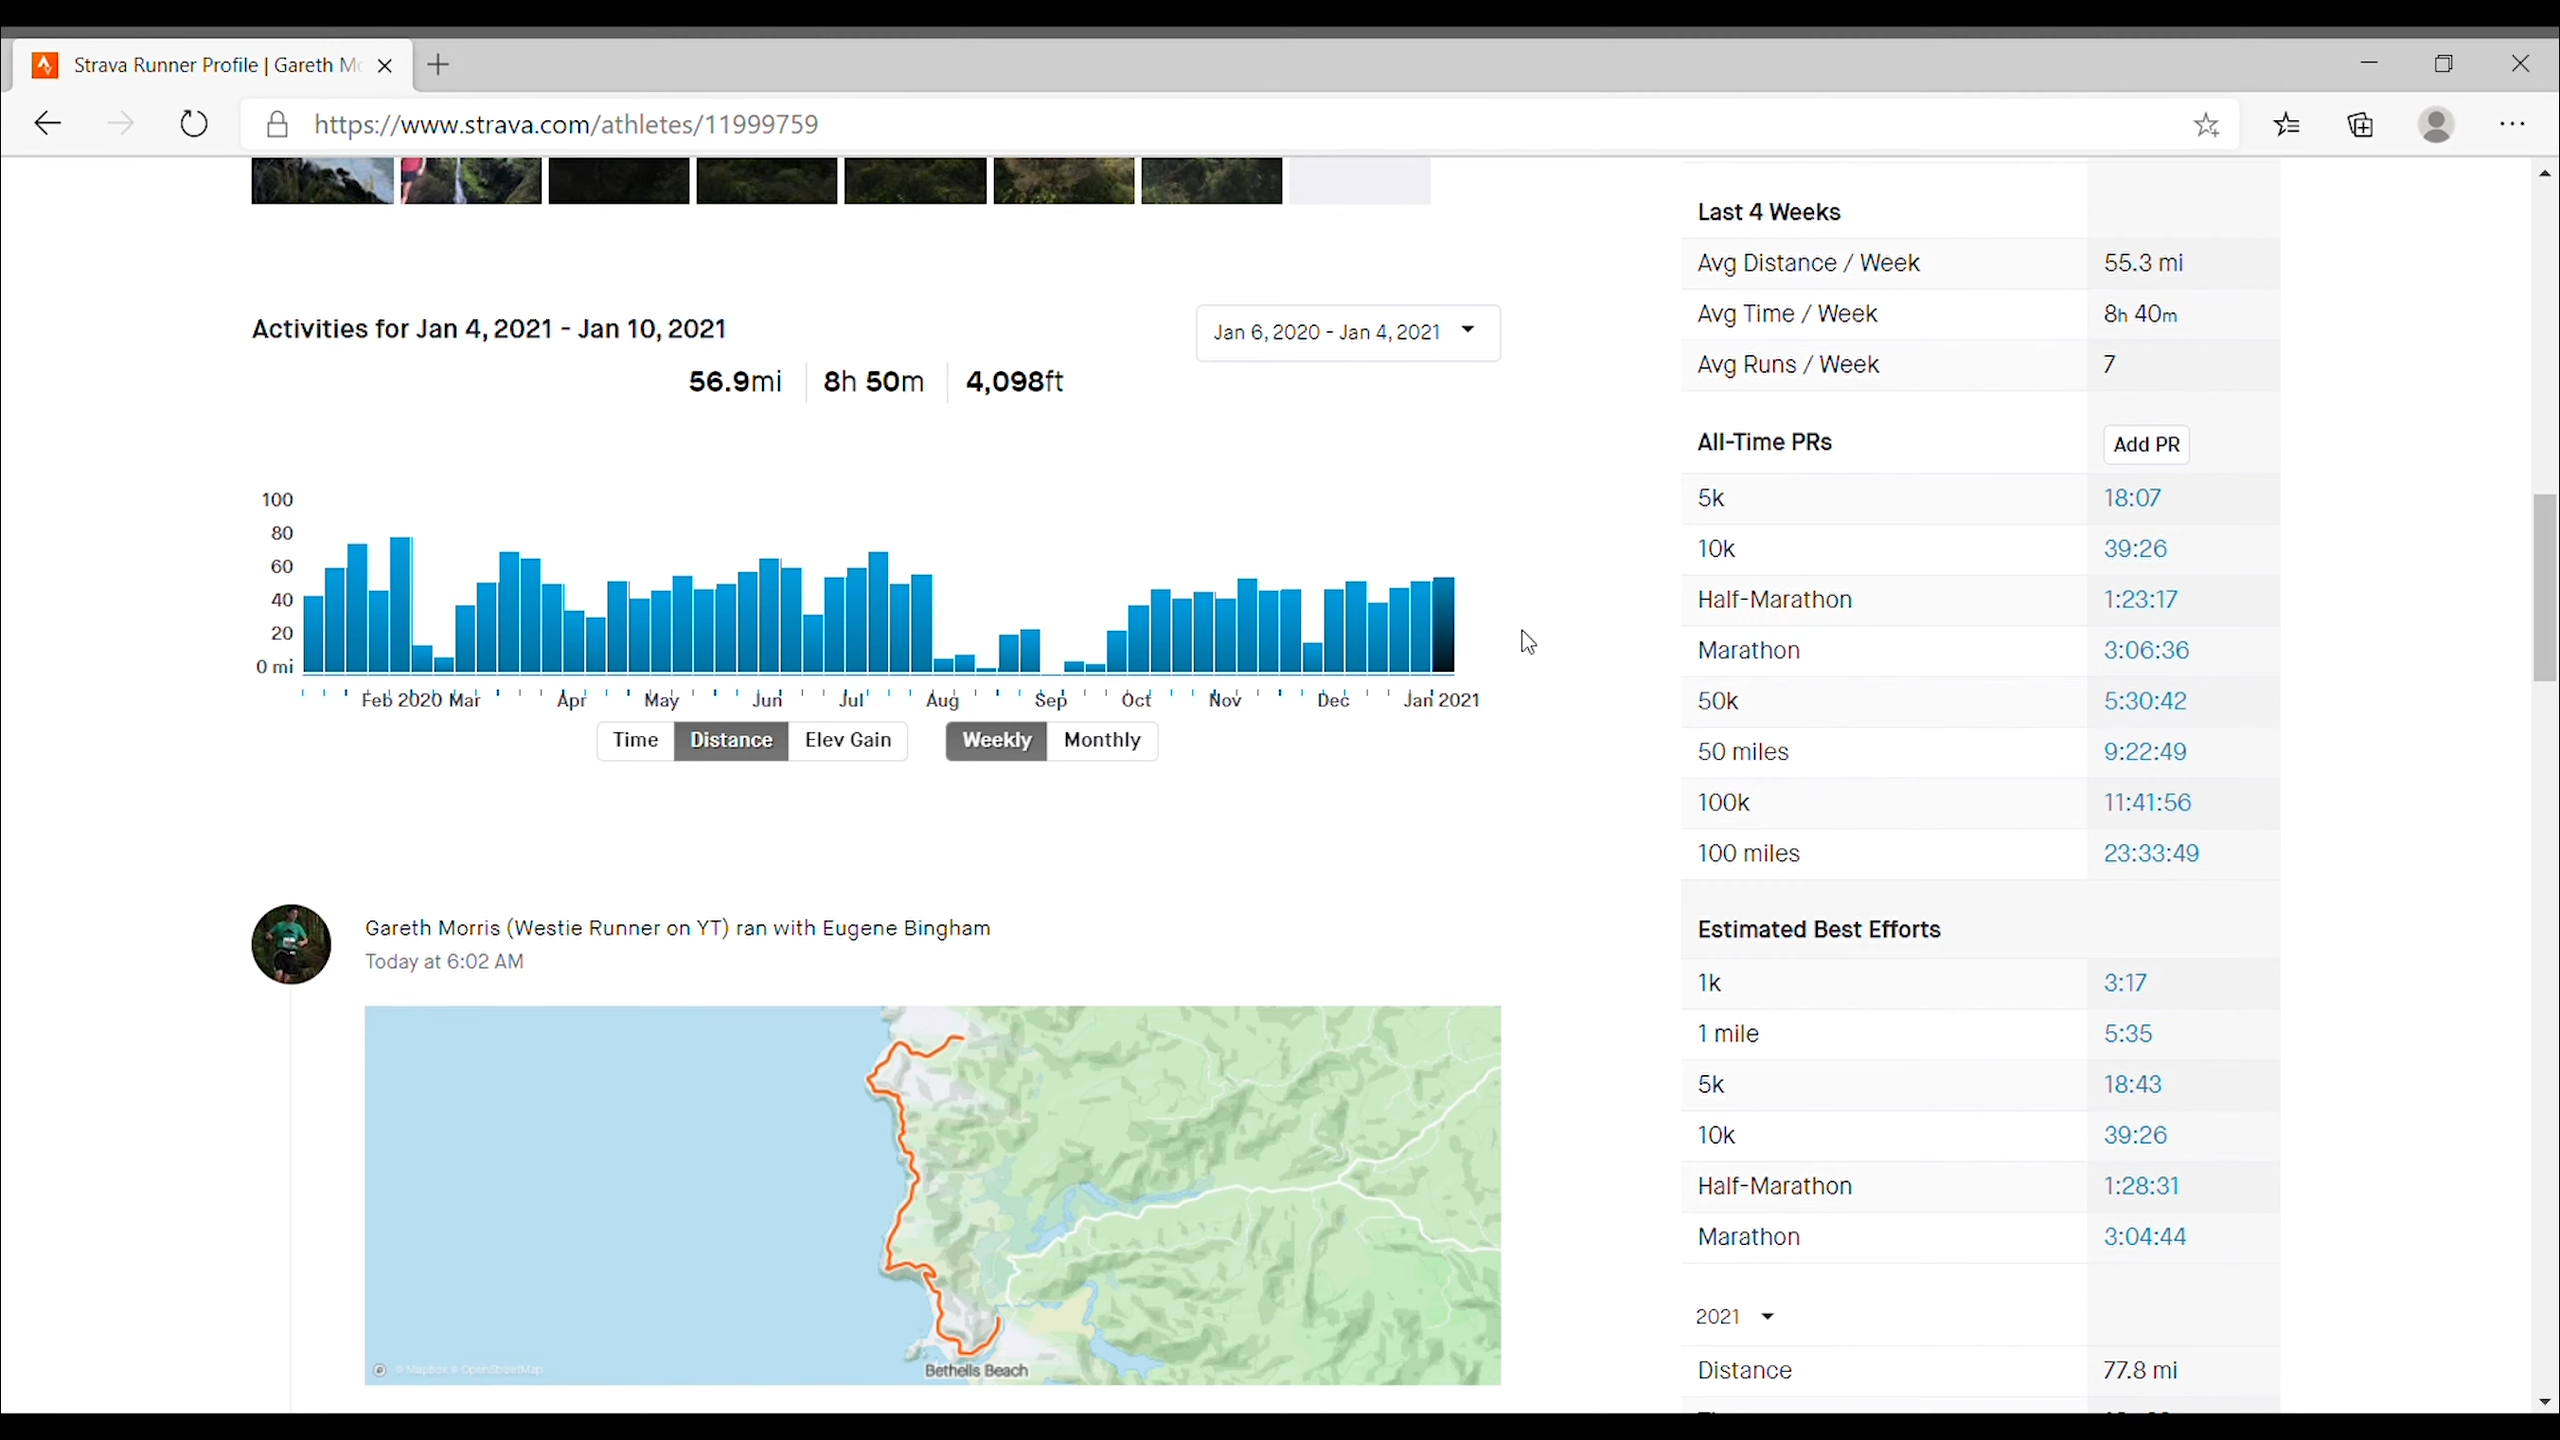 Strava Runner Profile | Gareth Mo
https://www.strava.com/athletes/11999759
Activities for Jan 4, 2021 - Jan 10, 2021
Jan 6, 2020 - Jan 4, 2021
56.9mi 8h 50m 4,098ft
100
80
60
40
20
0 mi
Feb 2020 Mar Apr May Jun Jul Aug Sep Oct Nov Dec Jan 2021
Time Distance Elev Gain Weekly Monthly
Gareth Morris (Westie Runner on YT) ran with Eugene Bingham
Today at 6:02 AM
Bethells Beach
© Mapbox © OpenStreetMap
Last 4 Weeks
Avg Distance / Week 55.3 mi
Avg Time / Week 8h 40m
Avg Runs / Week 7
All-Time PRs Add PR
5k 18:07
10k 39:26
Half-Marathon 1:23:17
Marathon 3:06:36
50k 5:30:42
50 miles 9:22:49
100k 11:41:56
100 miles 23:33:49
Estimated Best Efforts
1k 3:17
1 mile 5:35
5k 18:43
10k 39:26
Half-Marathon 1:28:31
Marathon 3:04:44
2021
Distance 77.8 mi